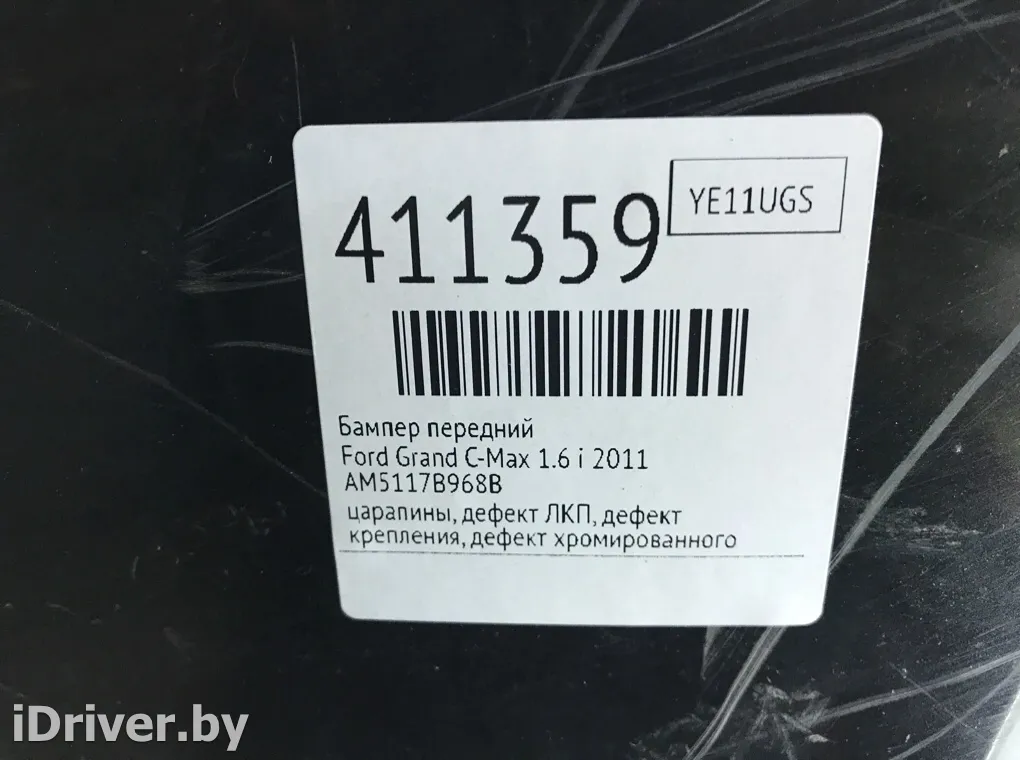 411359
YE11UGS
Бампер передний
Ford Grand C-Max 1.6 i 2011
AM5117B968B
царапины, дефект ЛКП, дефект
крепления, дефект хромированного
iDriver.by